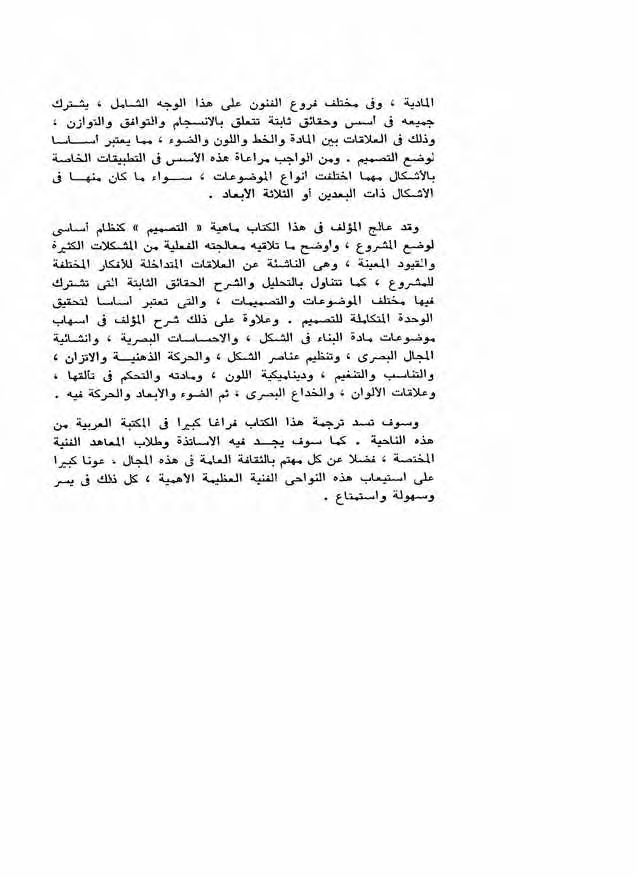 المادية ، وفى مختلف فروع الفنون على هذا الوجه الشامل ، يشترك
جميعه فى أسس وحقائق ثابتة تتعلق بالانسجام والتوافق والتوازن ،
وذلك فى العلاقات بين المادة والخط واللون والضوء ، مما يعتبر أساسا
لوضع التصميم . ومن الواجب مراعاة هذه الأسس فى التطبيقات الخاصة
بالأشكال مهما اختلفت أنواع الموضوعات ، سواء ما كان منها فى
الأشكال ذات البعدين أو الثلاثة الأبعاد .
وقد عالج المؤلف فى هذا الكتاب ماهية « التصميم » كنظام أساسى
لوضع المشروع ، وأوضح ما تلاقيه معالجته الفعلية من المشكلات الكثيرة
والقيود المعينة ، وهى الناشئة عن العلاقات المتداخلة للأفكار المختلفة
للمشروع ، كما تناول بالتحليل والشرح الحقائق الثابتة التى تشترك
فيها مختلف الموضوعات والتصميمات ، والتى تعتبر أساسا لتحقيق
الوحدة المتكاملة للتصميم . وعلاوة على ذلك شرح المؤلف فى اسهاب
موضوعات مادة البناء فى الشكل ، والاحساسات البصرية ، وانشائية
المجال البصرى ، وتنظيم عناصر الشكل ، والحركة الذهنية والاتزان ،
والتناسب والتنغيم ، وديناميكية اللون ، ومادته والتحكم فى تألقها ،
وعلاقات الألوان ، والخداع البصرى ، ثم الضوء والأبعاد والحركة فيه .
وسوف تسد ترجمة هذا الكتاب فراغا كبيرا فى المكتبة العربية من
هذه الناحية . كما سوف يجد فيه الأساتذة وطلاب المعاهد الفنية
المختصة ، فضلا عن كل مهتم بالثقافة العامة فى هذه المجال ، عونا كبيرا
على استيعاب هذه النواحى الفنية العظيمة الأهمية ، كل ذلك فى يسر
وسهولة واستمتاع .